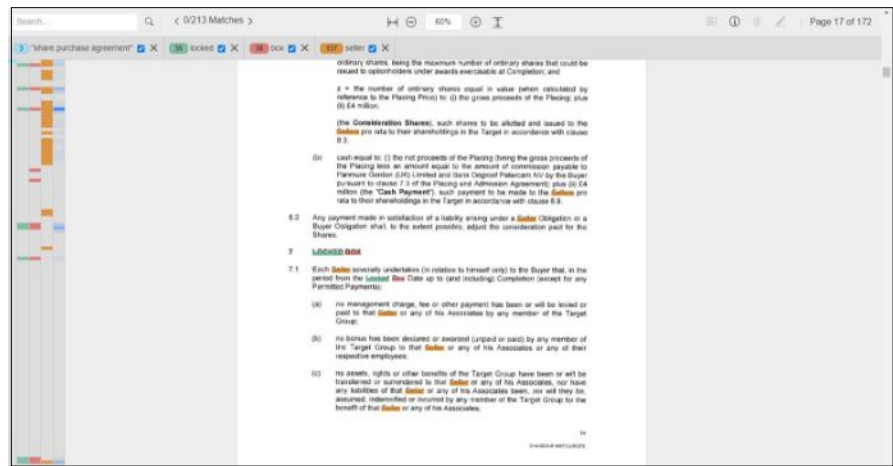 Search...
0/213 Matches
60%
Page 17 of 172
3 "share purchase agreement"
35 locked
38 box
137 seller
ordinary shares, being the maximum number of ordinary shares that could be
issued to optionholders under awards exercisable at Completion; and
z = the number of ordinary shares equal in value (when calculated by
reference to the Placing Price) to: (i) the gross proceeds of the Placing; plus
(ii) £4 million.
(the Consideration Shares), such shares to be allotted and issued to the
Sellers pro rata to their shareholdings in the Target in accordance with clause
8.3.
(b) cash equal to: (i) the net proceeds of the Placing (being the gross proceeds of
the Placing less an amount equal to the amount of commission payable to
Panmure Gordon (UK) Limited and Bank Degroof Petercam NV by the Buyer
pursuant to clause 7.3 of the Placing and Admission Agreement); plus (ii) £4
million (the "Cash Payment"), such payment to be made to the Sellers pro
rata to their shareholdings in the Target in accordance with clause 8.9.
6.2 Any payment made in satisfaction of a liability arising under a Seller Obligation or a
Buyer Obligation shall, to the extent possible, adjust the consideration paid for the
Shares.
7 LOCKED BOX
7.1 Each Seller severally undertakes (in relation to himself only) to the Buyer that, in the
period from the Locked Box Date up to (and including) Completion (except for any
Permitted Payments):
(a) no management charge, fee or other payment has been or will be levied or
paid to that Seller or any of his Associates by any member of the Target
Group;
(b) no bonus has been declared or awarded (unpaid or paid) by any member of
the Target Group to that Seller or any of his Associates or any of their
respective employees;
(c) no assets, rights or other benefits of the Target Group have been or will be
transferred or surrendered to that Seller or any of his Associates, nor have
any liabilities of that Seller or any of his Associates been, nor will they be,
assumed, indemnified or incurred by any member of the Target Group for the
benefit of that Seller or any of his Associates;